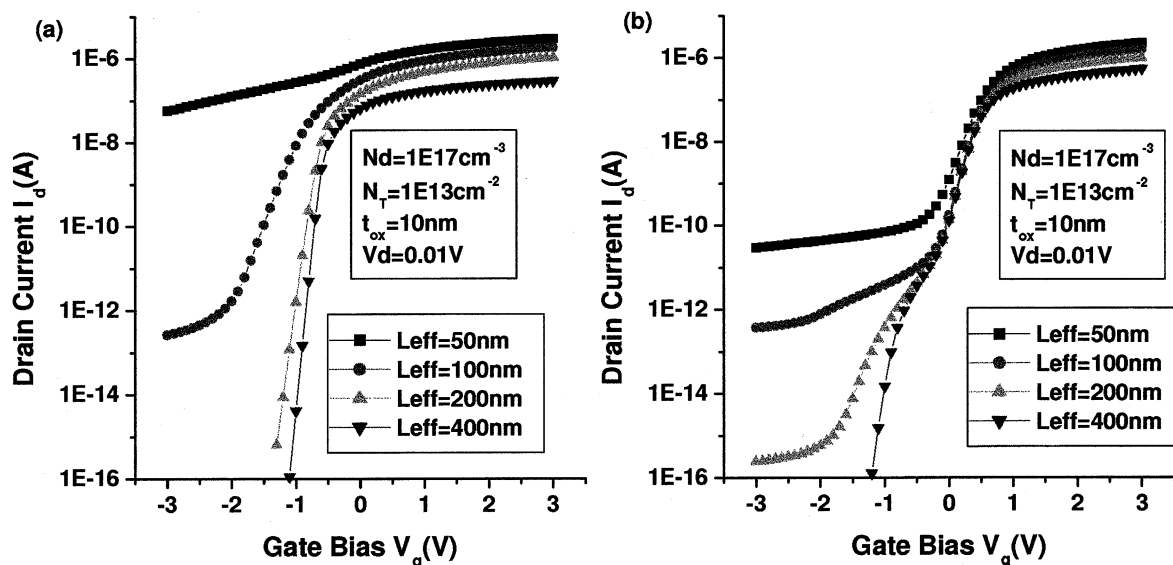 (a)
1E-6
1E-8
1E-10
1E-12
1E-14
1E-16
Drain Current I_d(A)
Nd=1E17cm⁻³
N_T=1E13cm⁻²
t_ox=10nm
Vd=0.01V
Leff=50nm
Leff=100nm
Leff=200nm
Leff=400nm
-3 -2 -1 0 1 2 3
Gate Bias V_g(V)
(b)
1E-6
1E-8
1E-10
1E-12
1E-14
1E-16
Drain Current I_d(A)
Nd=1E17cm⁻³
N_T=1E13cm⁻²
t_ox=10nm
Vd=0.01V
Leff=50nm
Leff=100nm
Leff=200nm
Leff=400nm
-3 -2 -1 0 1 2 3
Gate Bias V_g(V)